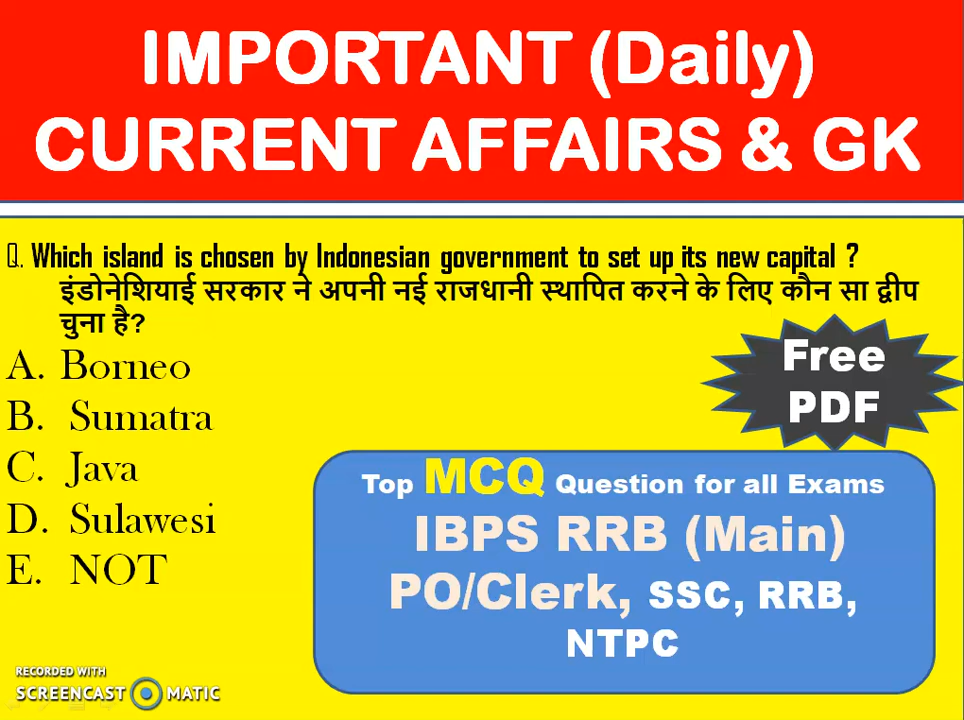 IMPORTANT (Daily)
CURRENT AFFAIRS & GK
Q. Which island is chosen by Indonesian government to set up its new capital ?
इंडोनेशियाई सरकार ने अपनी नई राजधानी स्थापित करने के लिए कौन सा द्वीप
चुना है?
A. Borneo
B. Sumatra
C. Java
D. Sulawesi
E. NOT
Free
PDF
Top MCQ Question for all Exams
IBPS RRB (Main)
PO/Clerk, SSC, RRB,
NTPC
RECORDED WITH
SCREENCAST MATIC